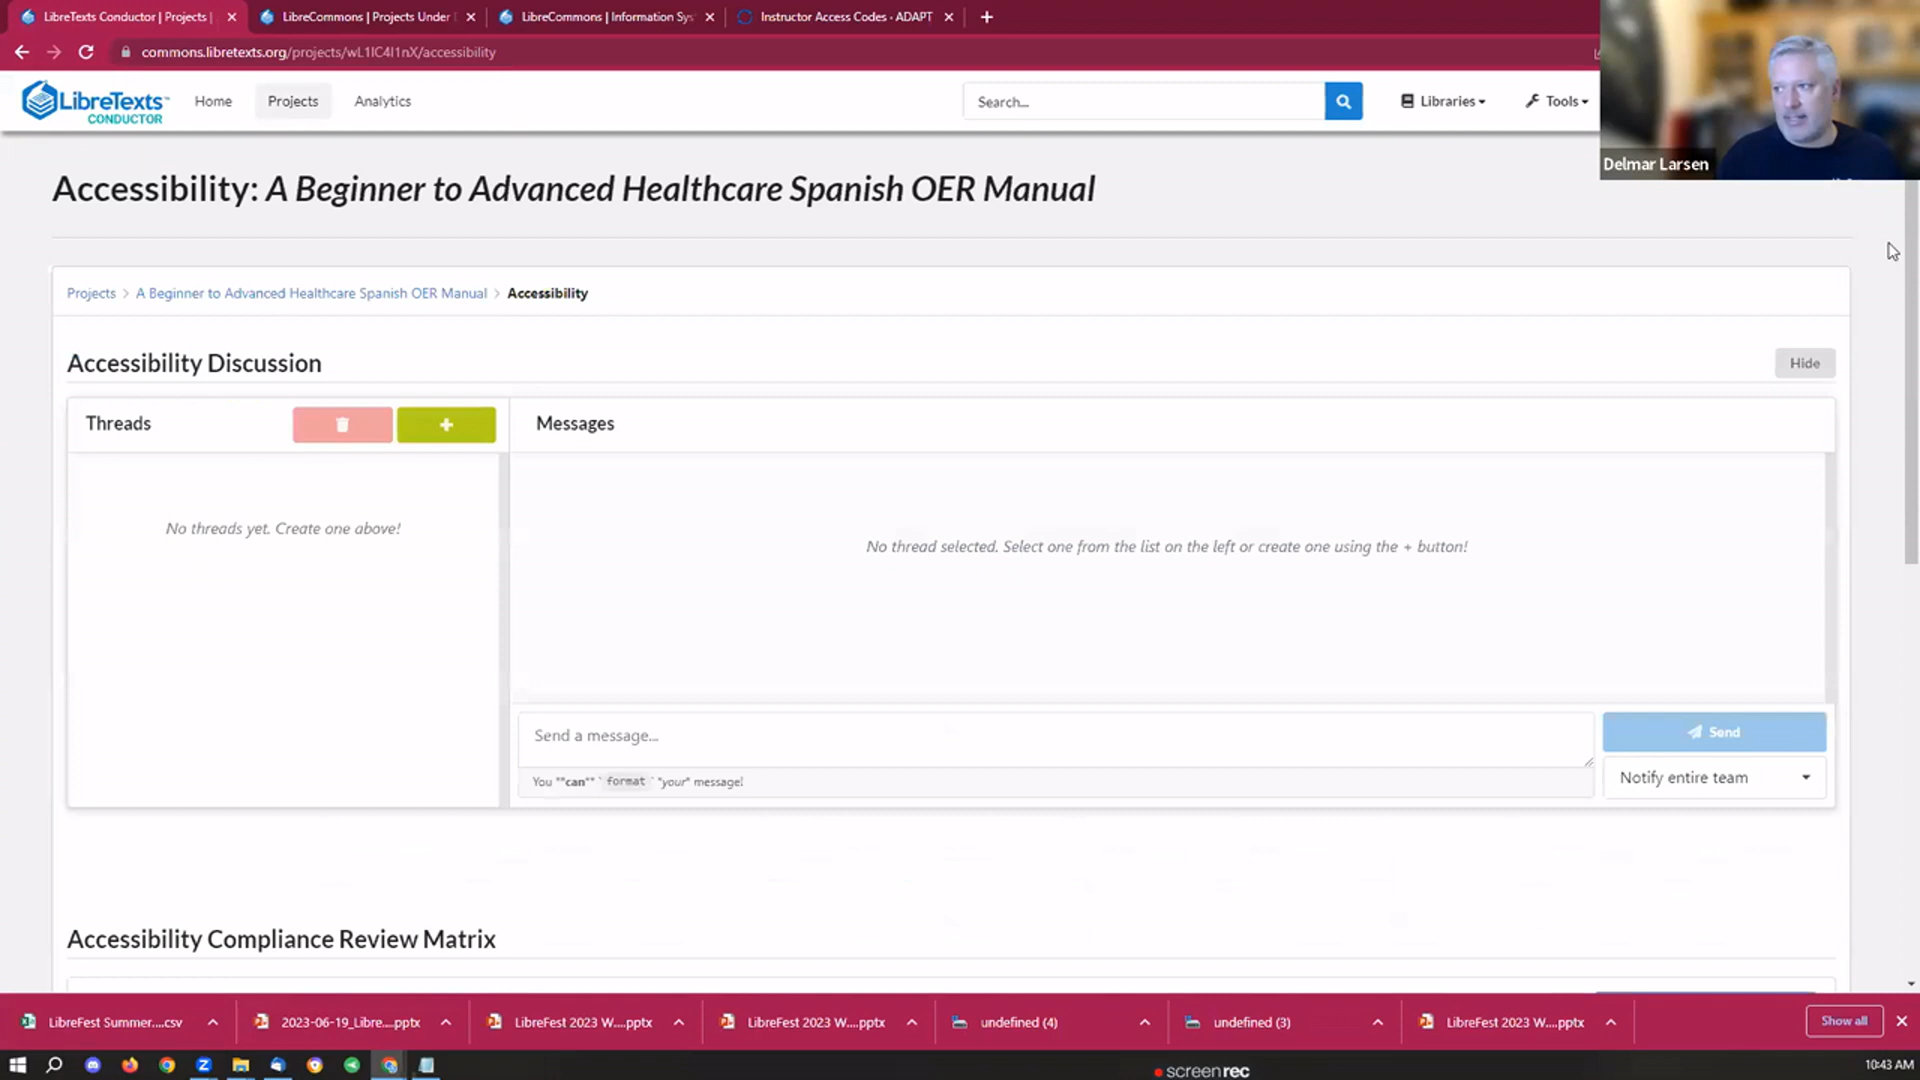 LibreTexts Conductor | Projects |
LibreCommons | Projects Under
LibreCommons | Information Sys
Instructor Access Codes - ADAPT
commons.libretexts.org/projects/wL1IC4I1nX/accessibility
LibreTexts™
CONDUCTOR
Home
Projects
Analytics
Search...
Libraries
Tools
Delmar Larsen
Accessibility: A Beginner to Advanced Healthcare Spanish OER Manual
Projects > A Beginner to Advanced Healthcare Spanish OER Manual > Accessibility
Accessibility Discussion
Hide
Threads
+
Messages
No threads yet. Create one above!
No thread selected. Select one from the list on the left or create one using the + button!
Send a message...
Send
You **can** `format` *your* message!
Notify entire team
Accessibility Compliance Review Matrix
LibreFest Summer....csv
2023-06-19_Libre....pptx
LibreFest 2023 W....pptx
LibreFest 2023 W....pptx
undefined (4)
undefined (3)
LibreFest 2023 W....pptx
Show all
screenrec
10:43 AM